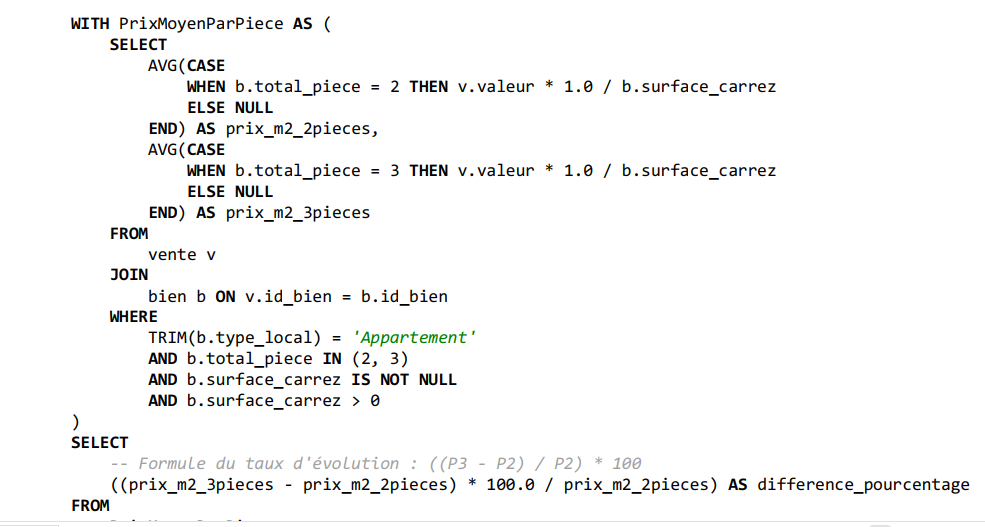 WITH PrixMoyenParPiece AS (
SELECT
AVG(CASE
WHEN b.total_piece = 2 THEN v.valeur * 1.0 / b.surface_carrez
ELSE NULL
END) AS prix_m2_2pieces,
AVG(CASE
WHEN b.total_piece = 3 THEN v.valeur * 1.0 / b.surface_carrez
ELSE NULL
END) AS prix_m2_3pieces
FROM
vente v
JOIN
bien b ON v.id_bien = b.id_bien
WHERE
TRIM(b.type_local) = 'Appartement'
AND b.total_piece IN (2, 3)
AND b.surface_carrez IS NOT NULL
AND b.surface_carrez > 0
)
SELECT
-- Formule du taux d'évolution : ((P3 - P2) / P2) * 100
((prix_m2_3pieces - prix_m2_2pieces) * 100.0 / prix_m2_2pieces) AS difference_pourcentage
FROM